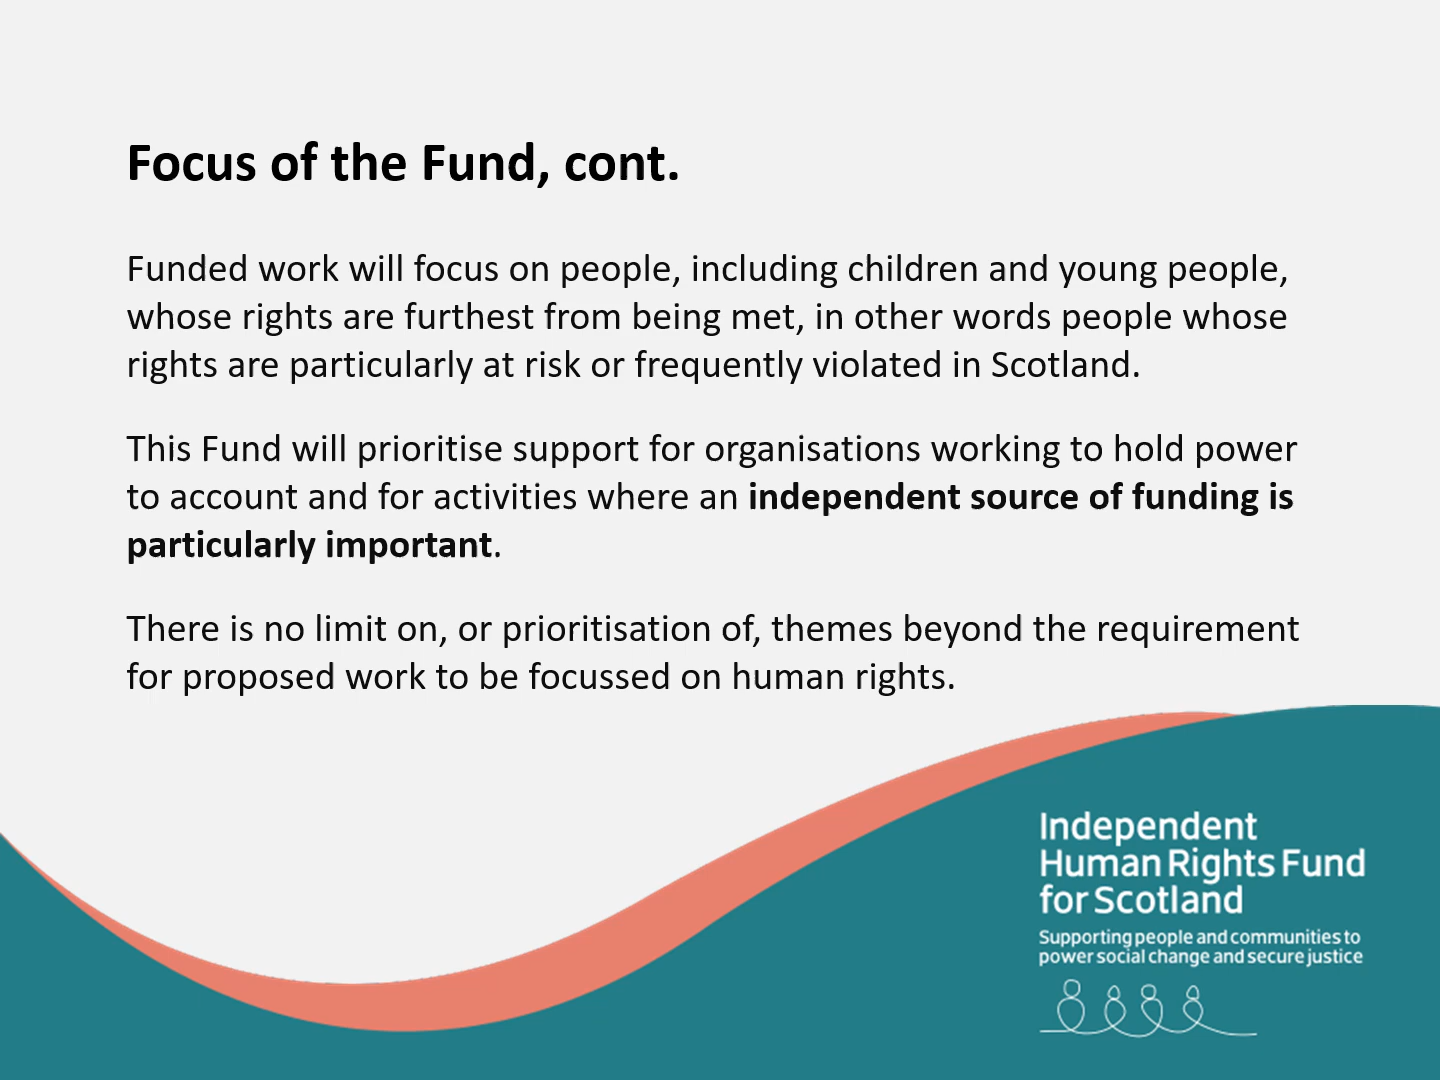 Focus of the Fund, cont.
Funded work will focus on people, including children and young people,
whose rights are furthest from being met, in other words people whose
rights are particularly at risk or frequently violated in Scotland.
This Fund will prioritise support for organisations working to hold power
to account and for activities where an independent source of funding is
particularly important.
There is no limit on, or prioritisation of, themes beyond the requirement
for proposed work to be focussed on human rights.
Independent
Human Rights Fund
for Scotland
Supporting people and communities to
power social change and secure justice